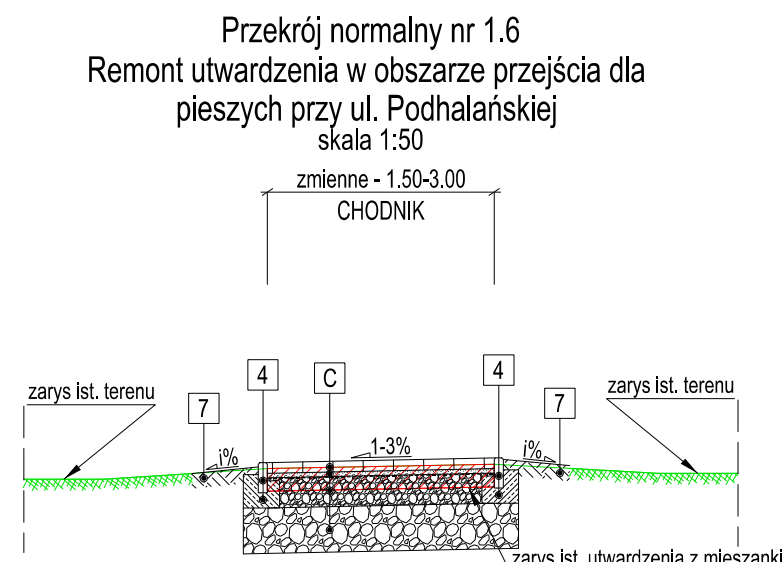 Przekrój normalny nr 1.6
Remont utwardzenia w obszarze przejścia dla
pieszych przy ul. Podhalańskiej
skala 1:50
zmienne - 1.50-3.00
CHODNIK
4
C
4
zarys ist. terenu
7
7
zarys ist. terenu
i%
1-3%
i%
zarys ist. utwardzenia z mieszanki